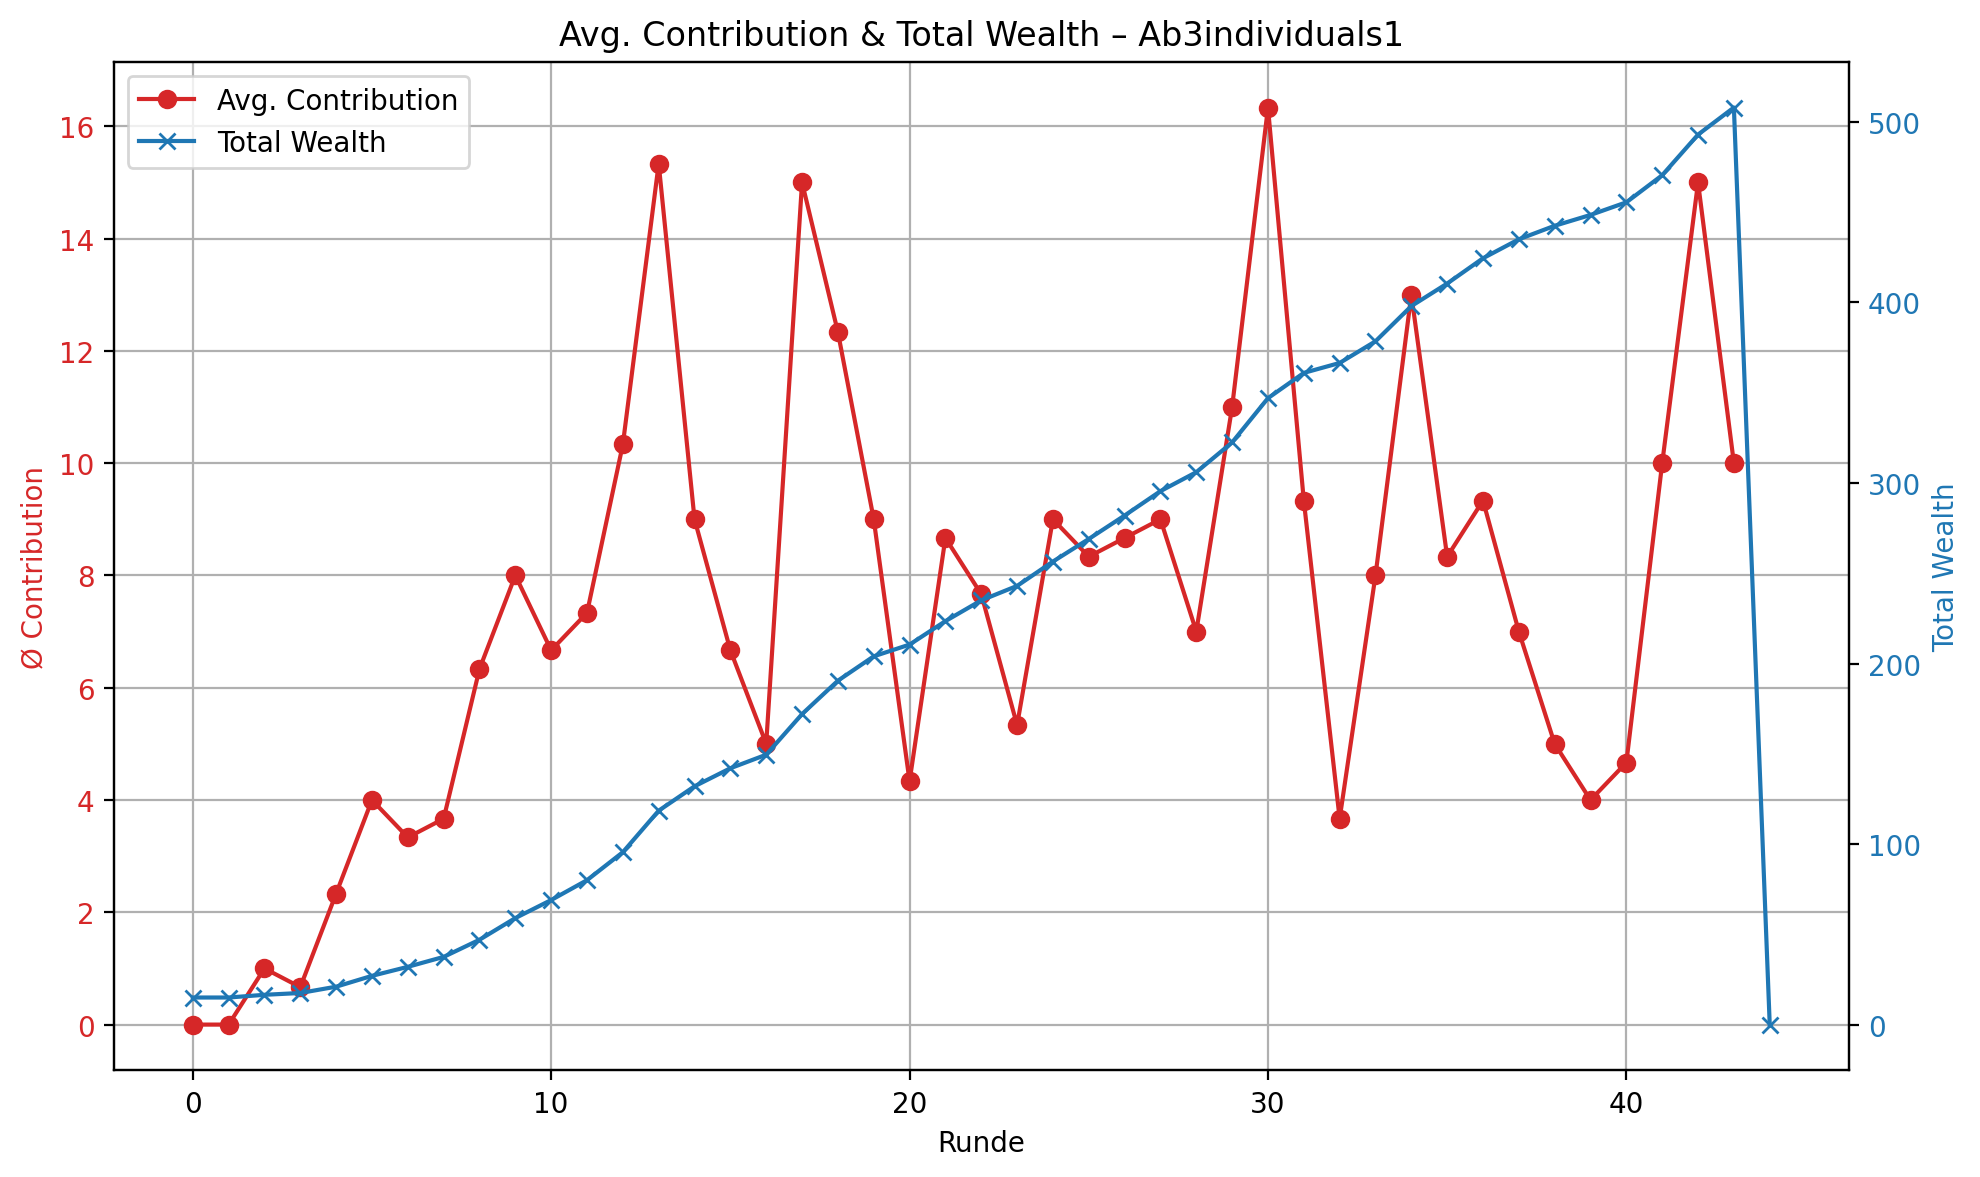 Avg. Contribution & Total Wealth – Ab3individuals1
Avg. Contribution
Total Wealth
Ø Contribution
16
14
12
10
8
6
4
2
0
500
400
300
200
100
0
Total Wealth
0 10 20 30 40
Runde